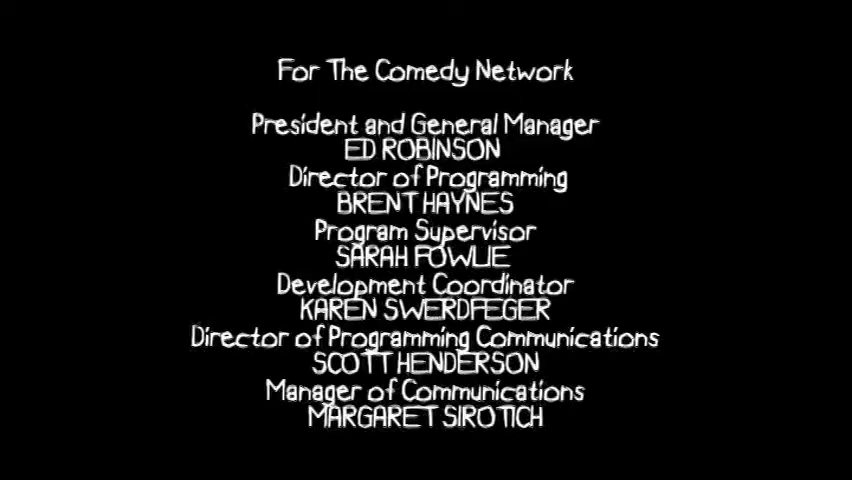 For The Comedy Network
President and General Manager
ED ROBINSON
Director of Programming
BRENT HAYNES
Program Supervisor
SARAH FOWLIE
Development Coordinator
KAREN SWERDFEGER
Director of Programming Communications
SCOTT HENDERSON
Manager of Communications
MARGARET SIROTICH